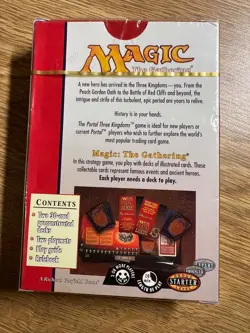 MAGIC
The Gathering®
A new hero has arrived in Three Kingdoms—you. From the
Peach Garden Oath to the Battle of Red Cliffs and beyond, the
intrigue and strife of this turbulent, epic period are yours to relive.
History is in your hands.
The Portal Three Kingdoms™ game is ideal for new players or
current Portal™ players who wish to further explore the world's
most popular trading card game.
Magic: The Gathering®
In this strategy game, you play with decks of illustrated cards. These
collectable cards represent famous events and ancient heroes.
Each player needs a deck to play.
CONTENTS
• Two 30-card
preconstructed
decks
• Two playmats
• Play guide
• Rulebook
A Richard Garfield Game®
STARTER
LEVEL